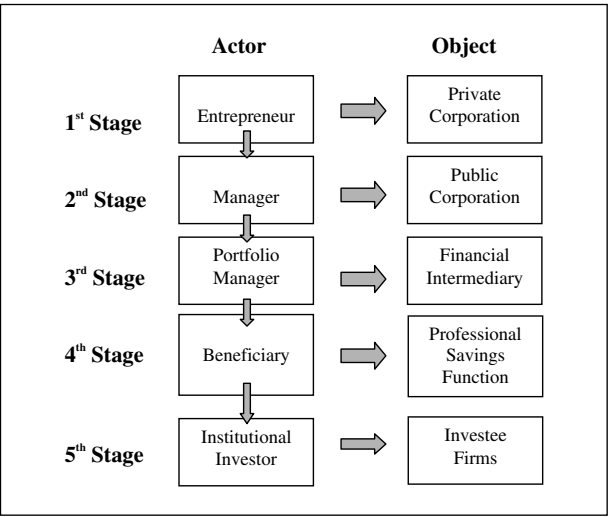 Actor Object
1st Stage Entrepreneur Private Corporation
2nd Stage Manager Public Corporation
3rd Stage Portfolio Manager Financial Intermediary
4th Stage Beneficiary Professional Savings Function
5th Stage Institutional Investor Investee Firms